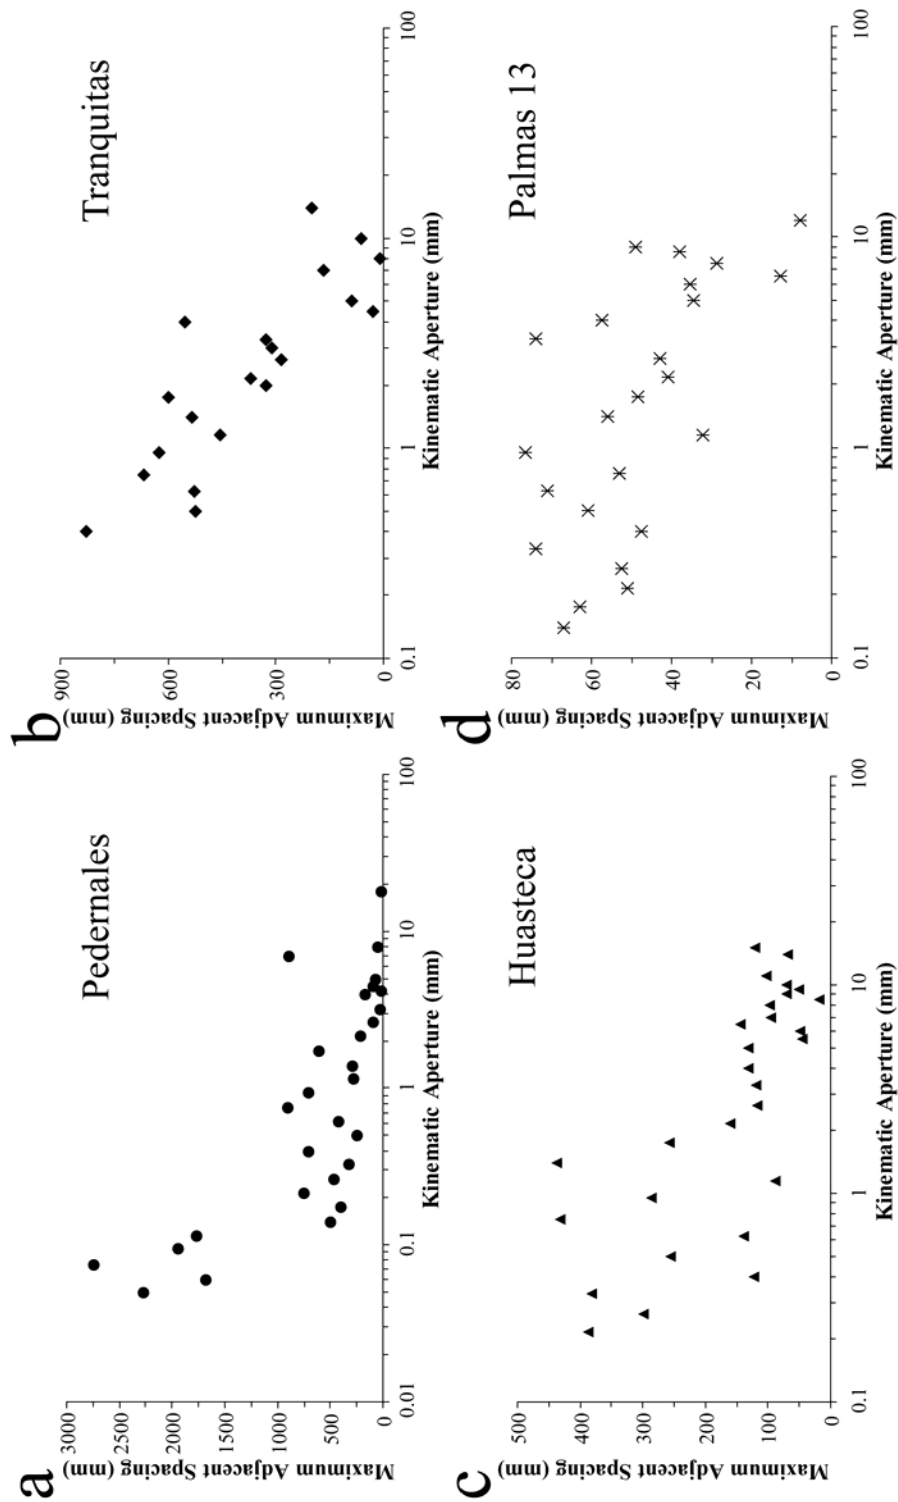 a
Pedernales
Maximum Adjacent Spacing (mm)
3000
2500
1750
1500
1000
500
0
0.01 0.1 1 10 100
Kinematic Aperture (mm)
b
Tranquitas
Maximum Adjacent Spacing (mm)
900
600
300
0
0.1 1 10 100
Kinematic Aperture (mm)
c
Huasteca
Maximum Adjacent Spacing (mm)
500
400
300
200
100
0
0.1 1 10 100
Kinematic Aperture (mm)
d
Palmas 13
Maximum Adjacent Spacing (mm)
80
60
40
20
0
0.1 1 10 100
Kinematic Aperture (mm)